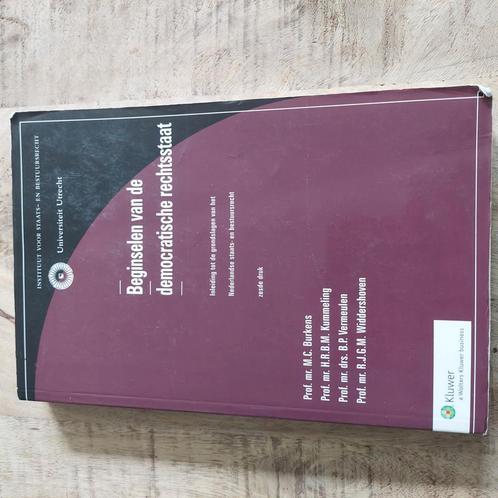 INSTITUUT VOOR STAATS- EN BESTUURSRECHT
Universiteit Utrecht
Beginselen van de
democratische rechtsstaat
Inleiding tot de grondslagen van het
Nederlandse staats- en bestuursrecht
zesde druk
Prof. mr. M.C. Burkens
Prof. mr. H.R.B.M. Kummeling
Prof. mr. drs. B.P. Vermeulen
Prof. mr. R.J.G.M. Widdershoven
Kluwer
a Wolters Kluwer business